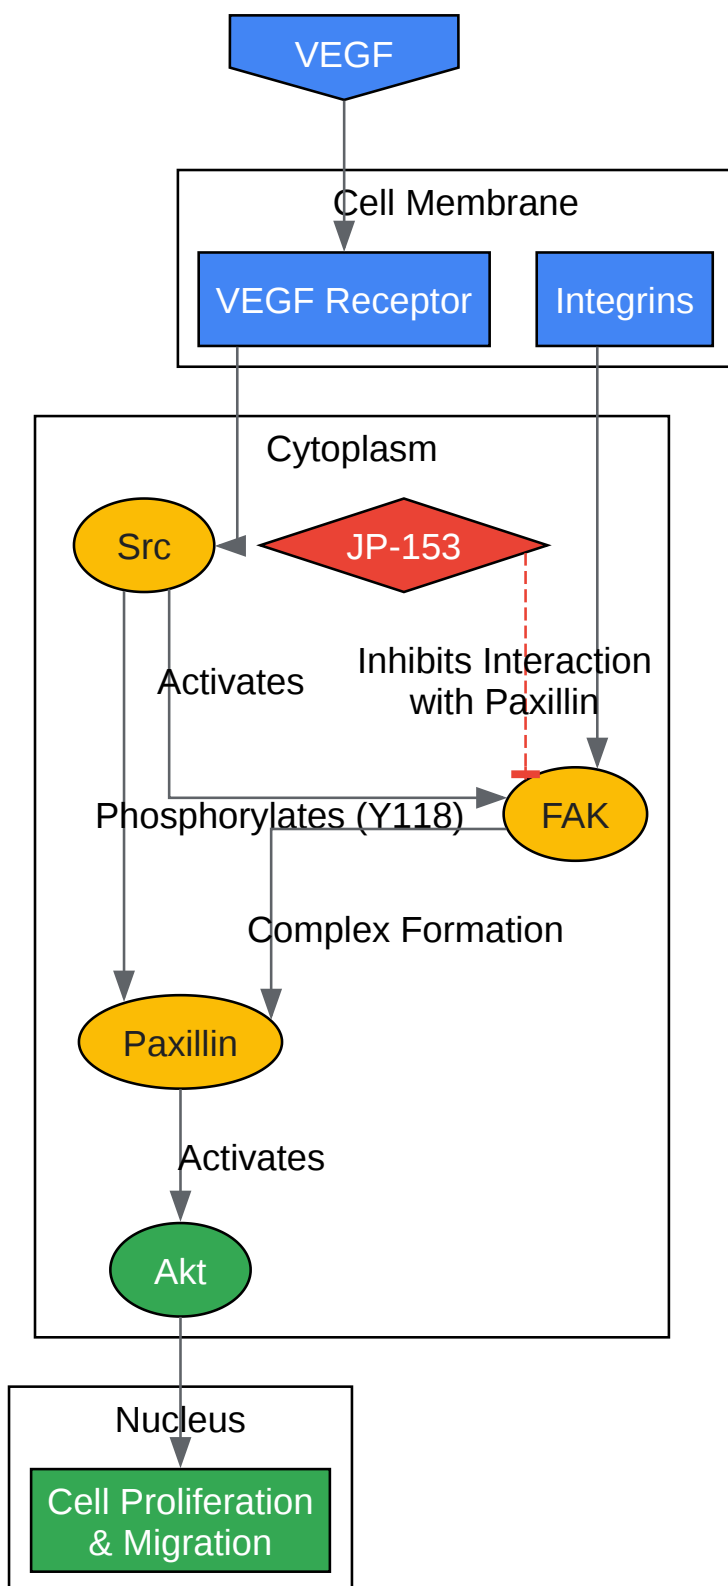 VEGF
Cell Membrane
VEGF Receptor
Integrins
Cytoplasm
Src
JP-153
Inhibits Interaction
with Paxillin
Activates
Phosphorylates (Y118)
FAK
Complex Formation
Paxillin
Activates
Akt
Nucleus
Cell Proliferation
& Migration